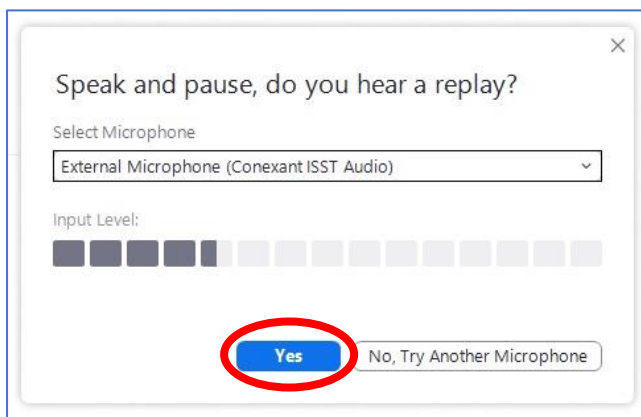 Speak and pause, do you hear a replay?
Select Microphone
External Microphone (Conexant ISST Audio)
Input Level:
Yes
No, Try Another Microphone